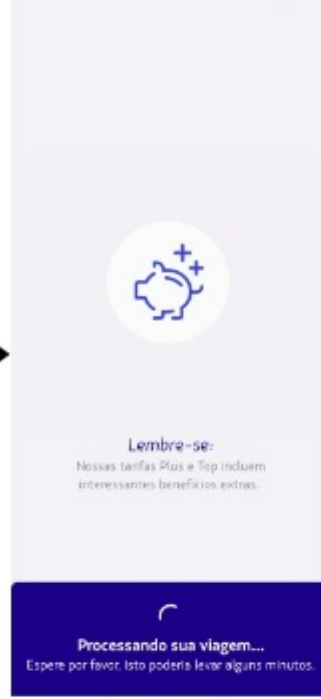 Lembre-se:
Nossas tarifas Plus e Top incluem
interessantes benefícios extras.
Processando sua viagem...
Espere por favor, isto poderia levar alguns minutos.